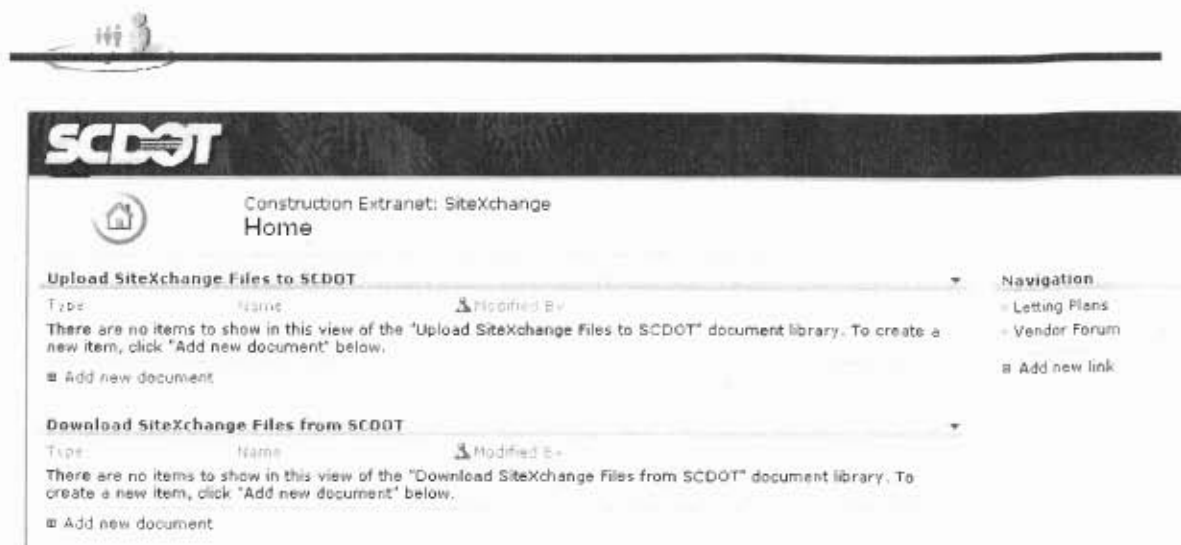 SCDOT
Construction Extranet: SiteXchange
Home
Upload SiteXchange Files to SCDOT
Type Name Modified By
There are no items to show in this view of the "Upload SiteXchange Files to SCDOT" document library. To create a
new item, click "Add new document" below.
Add new document
Download SiteXchange Files from SCDOT
Type Name Modified By
There are no items to show in this view of the "Download SiteXchange Files from SCDOT" document library. To
create a new item, click "Add new document" below.
Add new document
Navigation
Letting Plans
Vendor Forum
Add new link